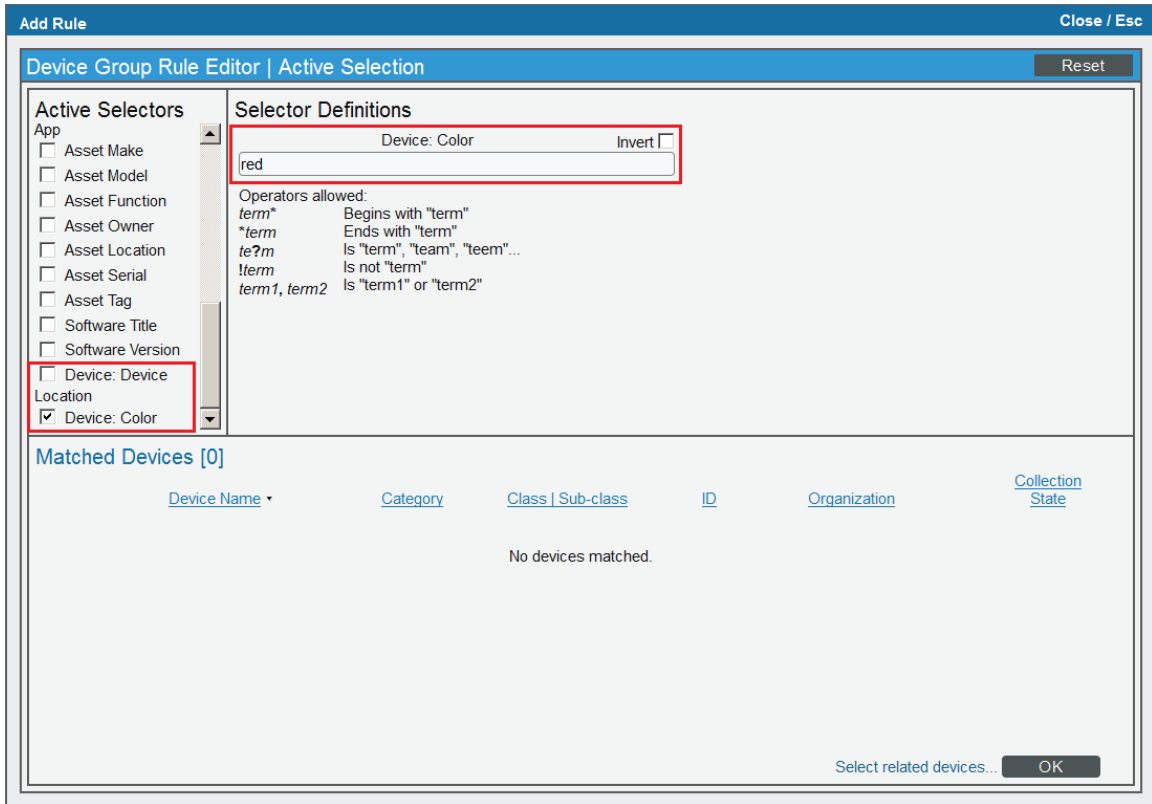 Add Rule
Close / Esc
Device Group Rule Editor | Active Selection
Reset
Active Selectors
App
Asset Make
Asset Model
Asset Function
Asset Owner
Asset Location
Asset Serial
Asset Tag
Software Title
Software Version
Device: Device
Location
Device: Color
Selector Definitions
Device: Color
Invert
red
Operators allowed:
term* Begins with "term"
*term Ends with "term"
te?m Is "term", "team", "teem"...
!term Is not "term"
term1, term2 Is "term1" or "term2"
Matched Devices [0]
Device Name
Category
Class | Sub-class
ID
Organization
Collection
State
No devices matched.
Select related devices...
OK